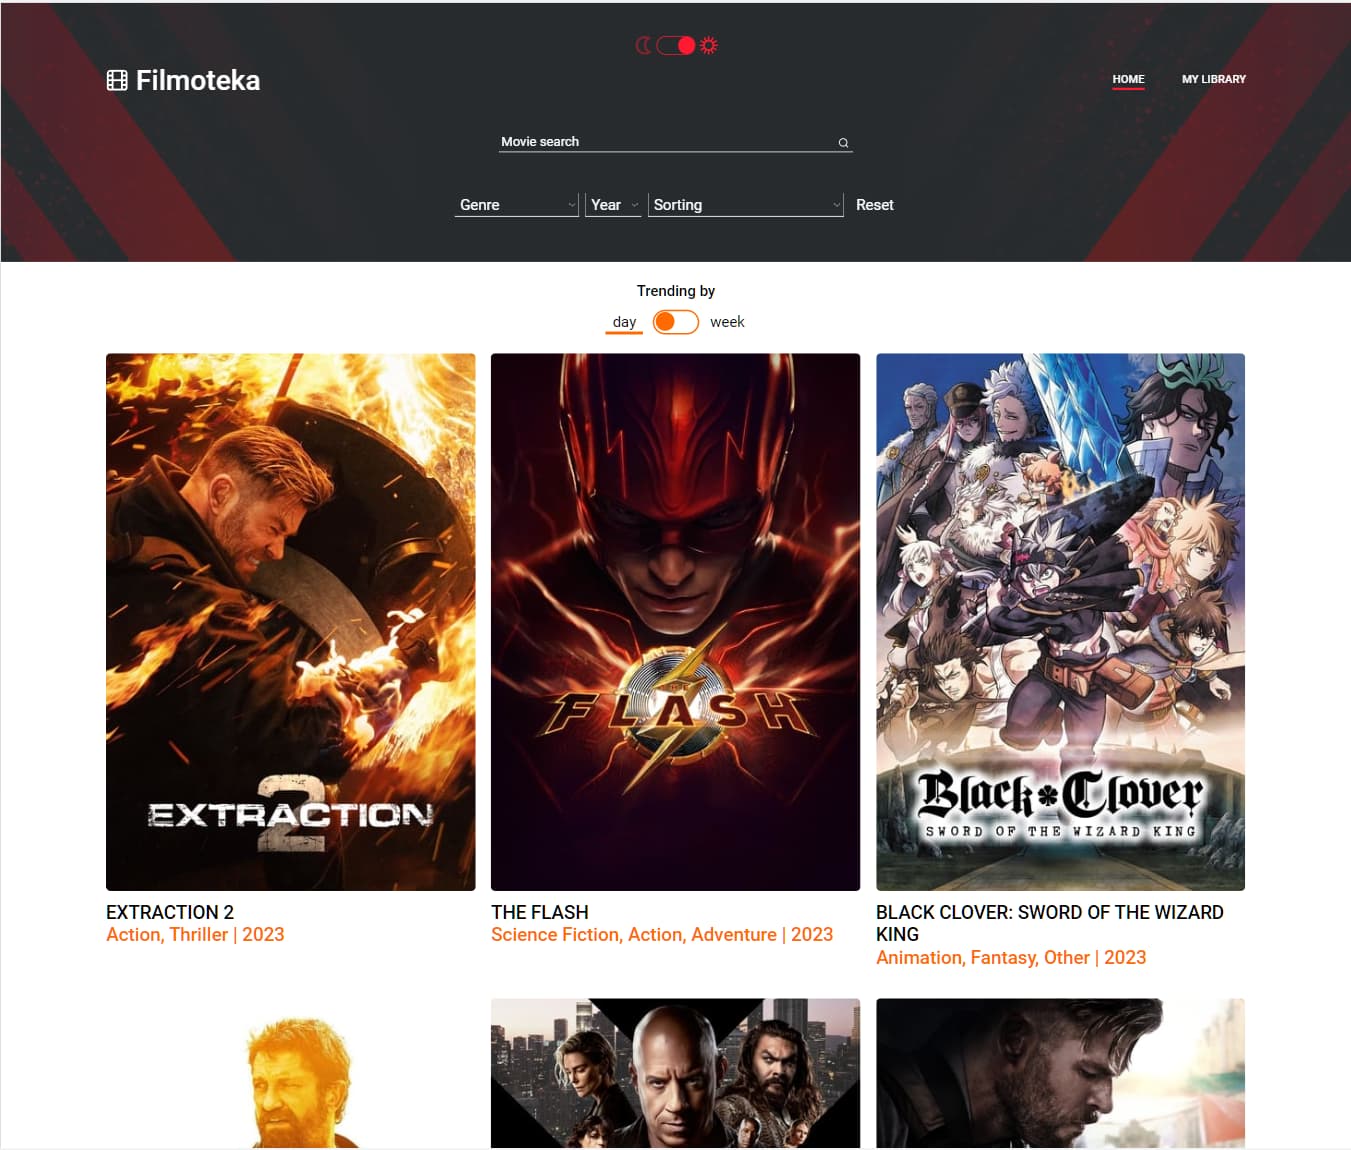 Filmoteka
HOME
MY LIBRARY
Movie search
Genre
Year
Sorting
Reset
Trending by
day
week
EXTRACTION
2
THE
FLASH
Black Clover
SWORD OF THE WIZARD KING
EXTRACTION 2
Action, Thriller | 2023
THE FLASH
Science Fiction, Action, Adventure | 2023
BLACK CLOVER: SWORD OF THE WIZARD
KING
Animation, Fantasy, Other | 2023